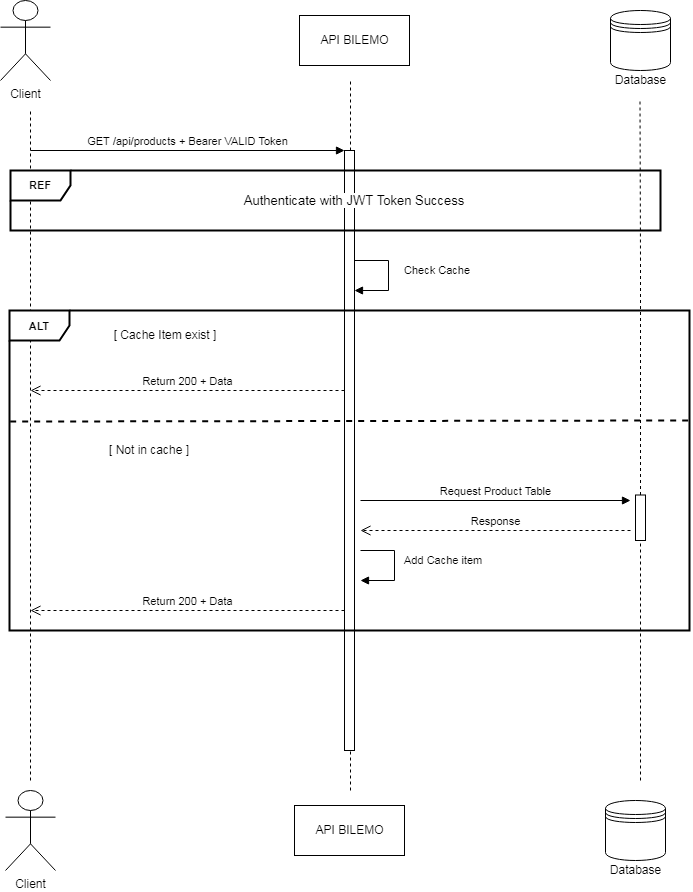 API BILEMO
Client
Database
GET /api/products + Bearer VALID Token
REF
Authenticate with JWT Token Success
Check Cache
ALT
[ Cache Item exist ]
Return 200 + Data
[ Not in cache ]
Request Product Table
Response
Add Cache item
Return 200 + Data
API BILEMO
Database
Client